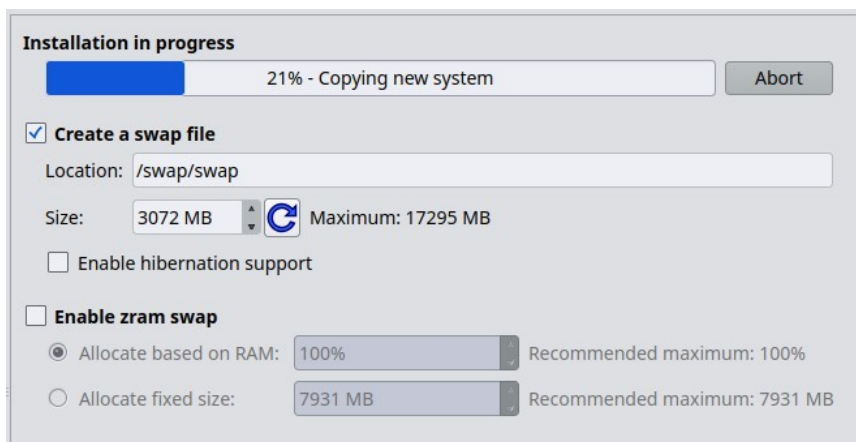 Installation in progress
21% - Copying new system Abort
Create a swap file
Location: /swap/swap
Size: 3072 MB Maximum: 17295 MB
Enable hibernation support
Enable zram swap
Allocate based on RAM: 100% Recommended maximum: 100%
Allocate fixed size: 7931 MB Recommended maximum: 7931 MB